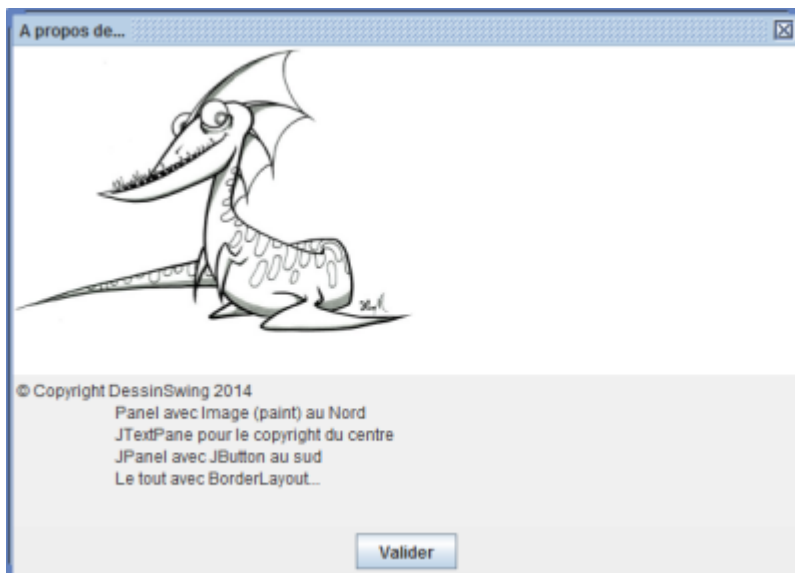 A propos de...
© Copyright DessinSwing 2014
Panel avec Image (paint) au Nord
JTextPane pour le copyright du centre
JPanel avec JButton au sud
Le tout avec BorderLayout...
Valider